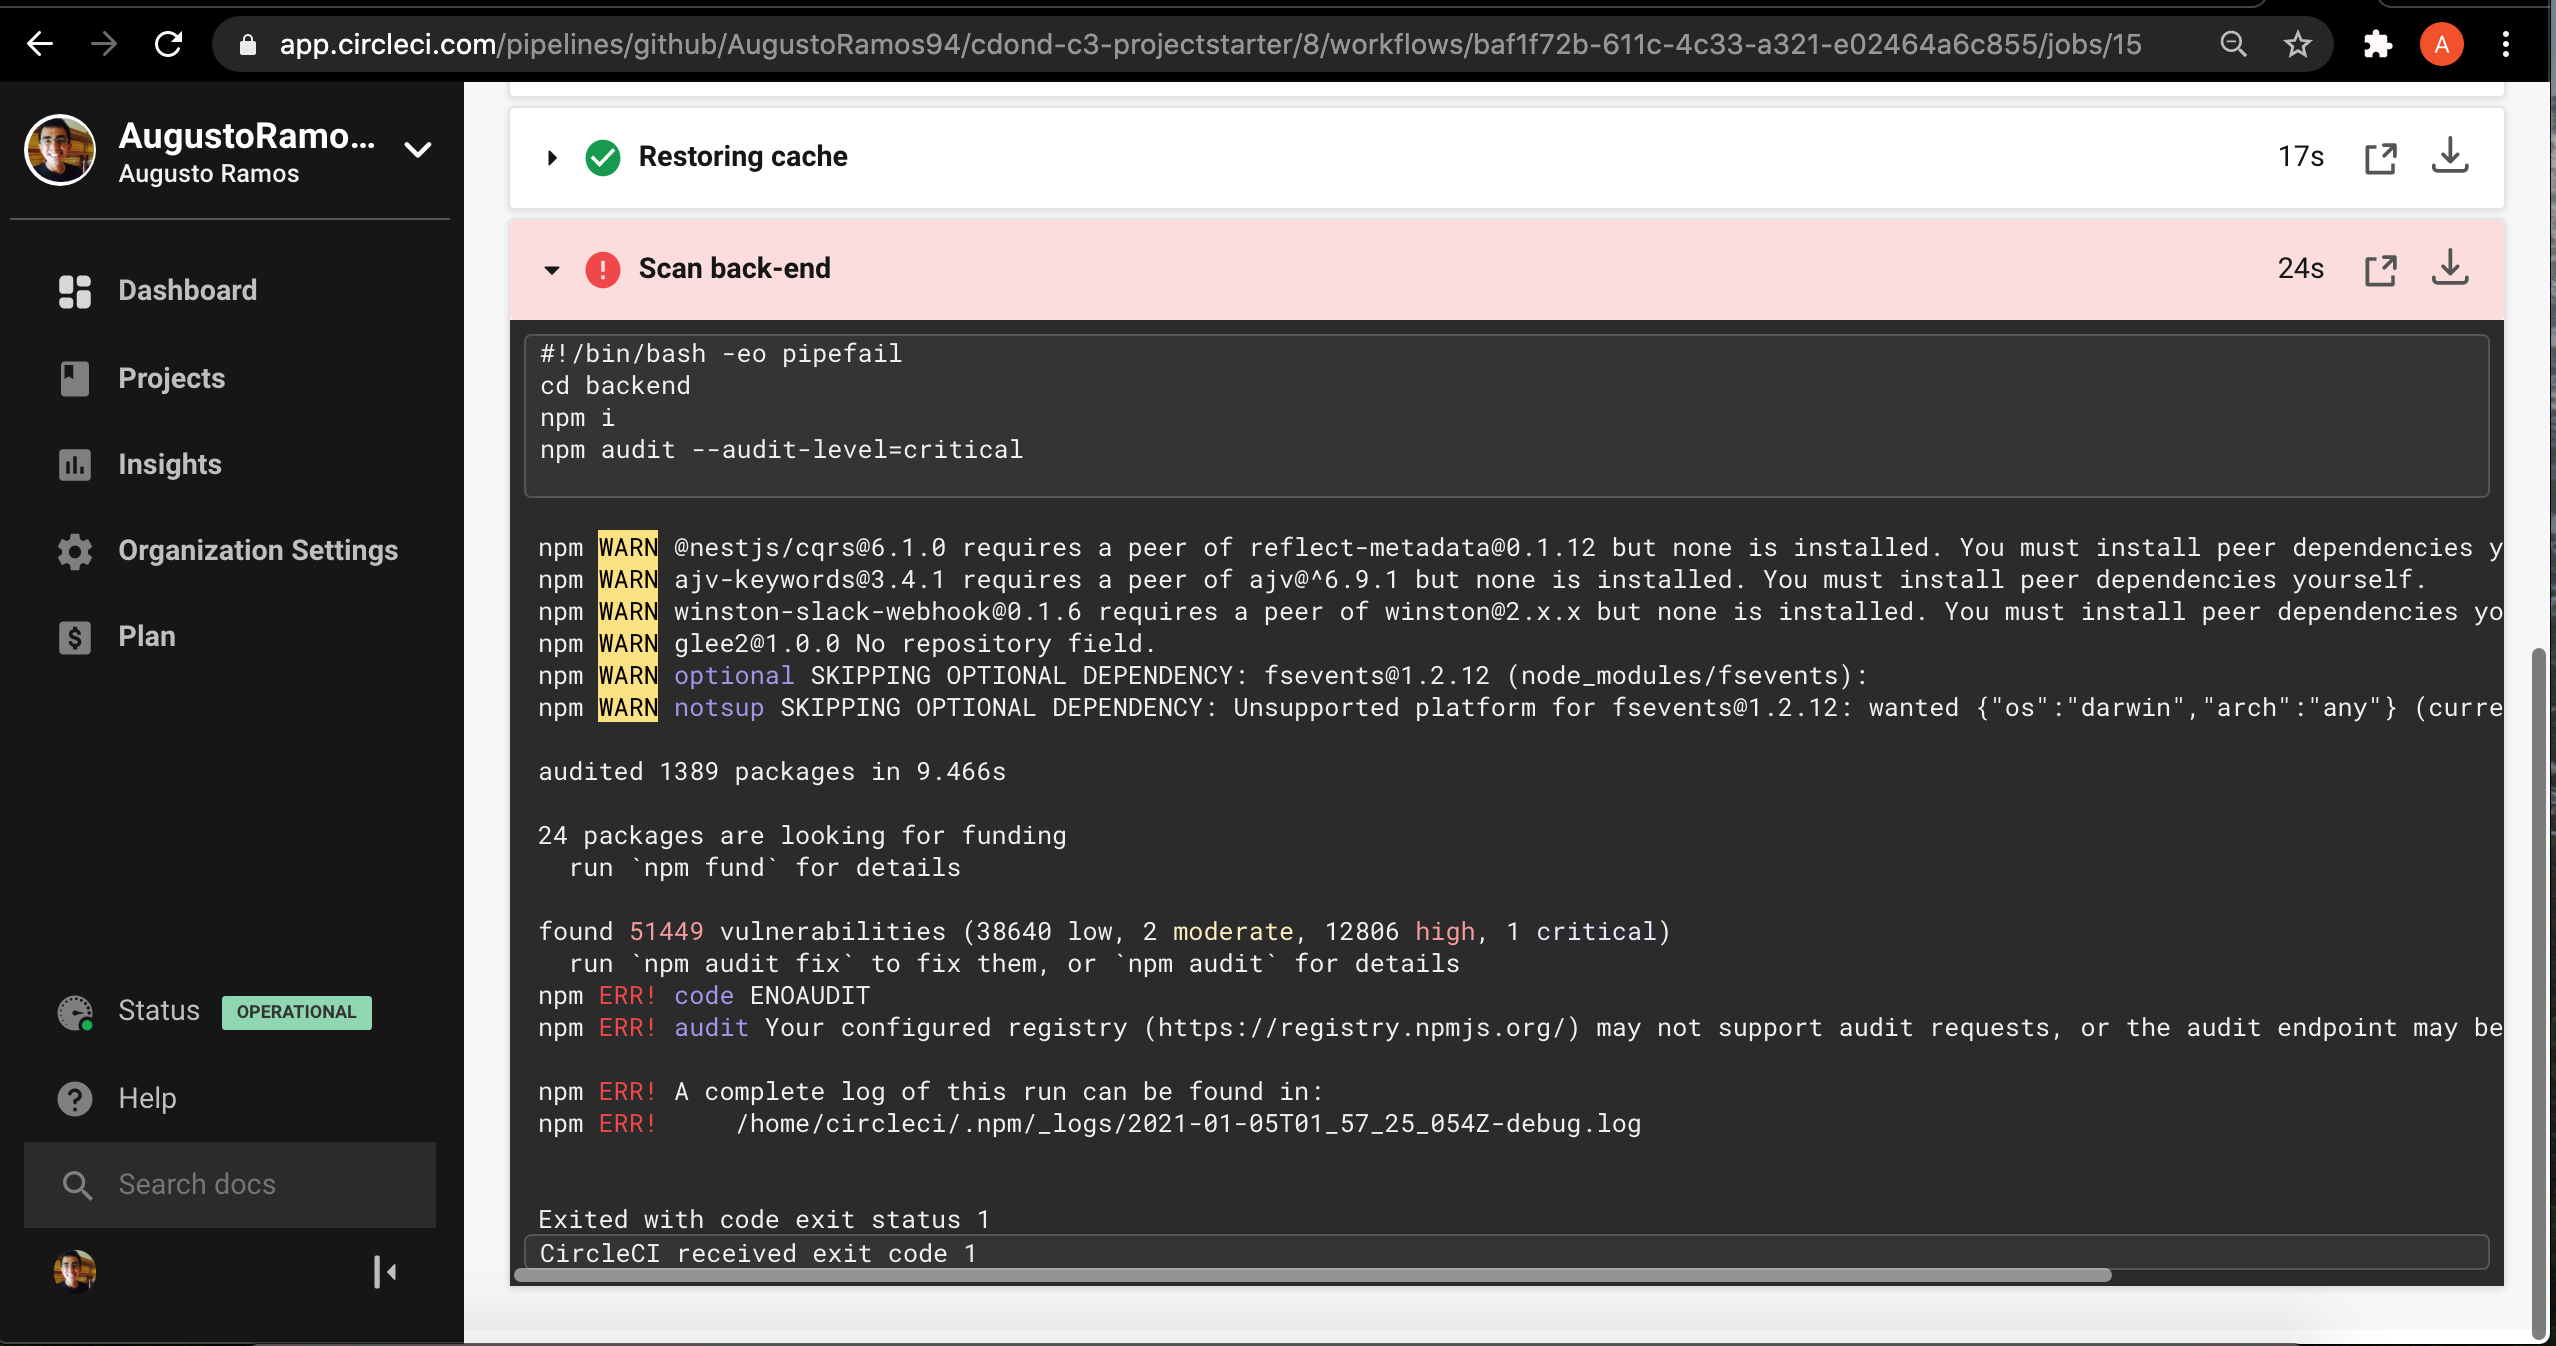 app.circleci.com/pipelines/github/AugustoRamos94/cdond-c3-projectstarter/8/workflows/baf1f72b-611c-4c33-a321-e02464a6c855/jobs/15
A
AugustoRamo...
Augusto Ramos
Dashboard
Projects
Insights
Organization Settings
Plan
Status OPERATIONAL
Help
Search docs
Restoring cache 17s
Scan back-end 24s
#!/bin/bash -eo pipefail
cd backend
npm i
npm audit --audit-level=critical
npm WARN @nestjs/cqrs@6.1.0 requires a peer of reflect-metadata@0.1.12 but none is installed. You must install peer dependencies y
npm WARN ajv-keywords@3.4.1 requires a peer of ajv@^6.9.1 but none is installed. You must install peer dependencies yourself.
npm WARN winston-slack-webhook@0.1.6 requires a peer of winston@2.x.x but none is installed. You must install peer dependencies yo
npm WARN glee2@1.0.0 No repository field.
npm WARN optional SKIPPING OPTIONAL DEPENDENCY: fsevents@1.2.12 (node_modules/fsevents):
npm WARN notsup SKIPPING OPTIONAL DEPENDENCY: Unsupported platform for fsevents@1.2.12: wanted {"os":"darwin","arch":"any"} (curre
audited 1389 packages in 9.466s
24 packages are looking for funding
  run `npm fund` for details
found 51449 vulnerabilities (38640 low, 2 moderate, 12806 high, 1 critical)
  run `npm audit fix` to fix them, or `npm audit` for details
npm ERR! code ENOAUDIT
npm ERR! audit Your configured registry (https://registry.npmjs.org/) may not support audit requests, or the audit endpoint may be
npm ERR! A complete log of this run can be found in:
npm ERR!     /home/circleci/.npm/_logs/2021-01-05T01_57_25_054Z-debug.log
Exited with code exit status 1
CircleCI received exit code 1